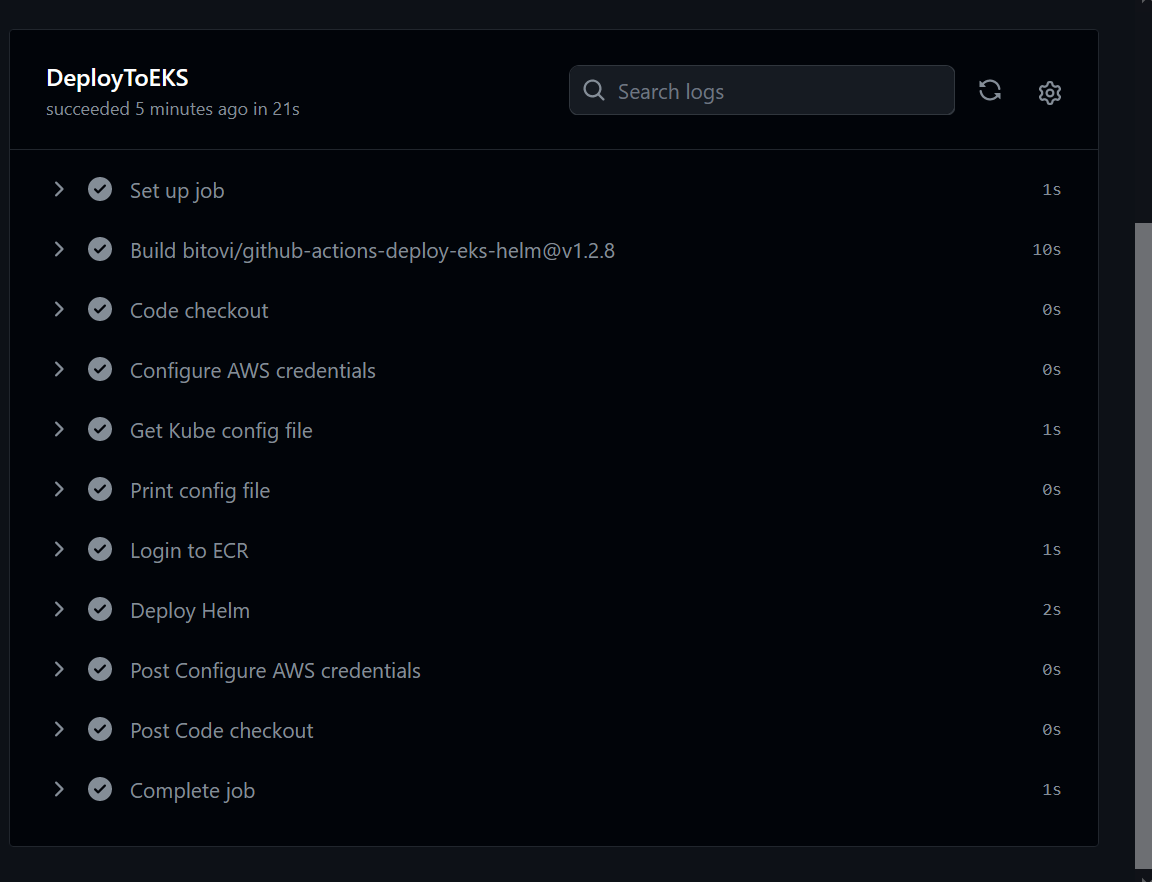 DeployToEKS
succeeded 5 minutes ago in 21s
Search logs
Set up job 1s
Build bitovi/github-actions-deploy-eks-helm@v1.2.8 10s
Code checkout 0s
Configure AWS credentials 0s
Get Kube config file 1s
Print config file 0s
Login to ECR 1s
Deploy Helm 2s
Post Configure AWS credentials 0s
Post Code checkout 0s
Complete job 1s